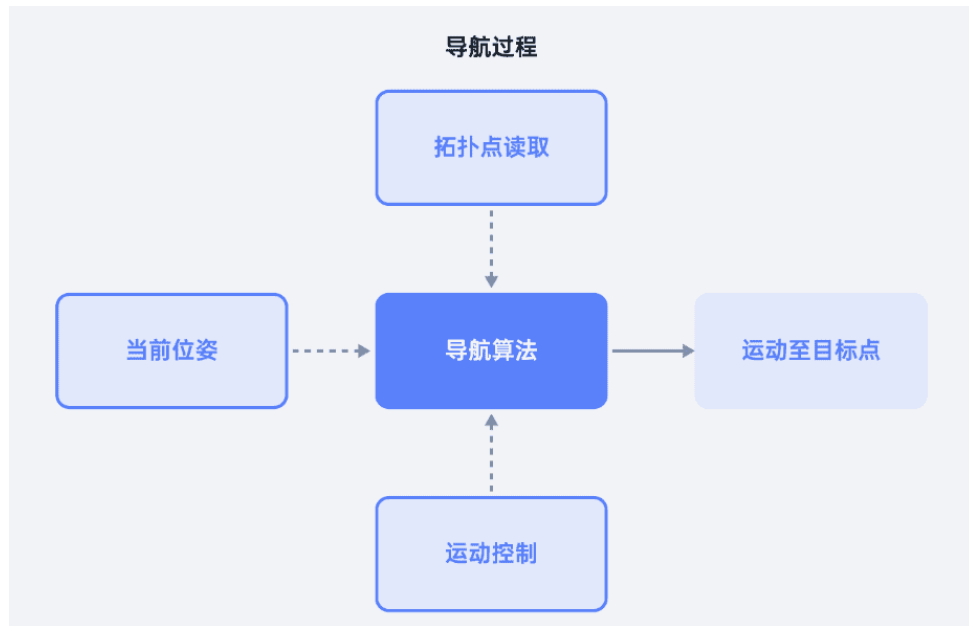 导航过程
拓扑点读取
当前位姿
导航算法
运动至目标点
运动控制